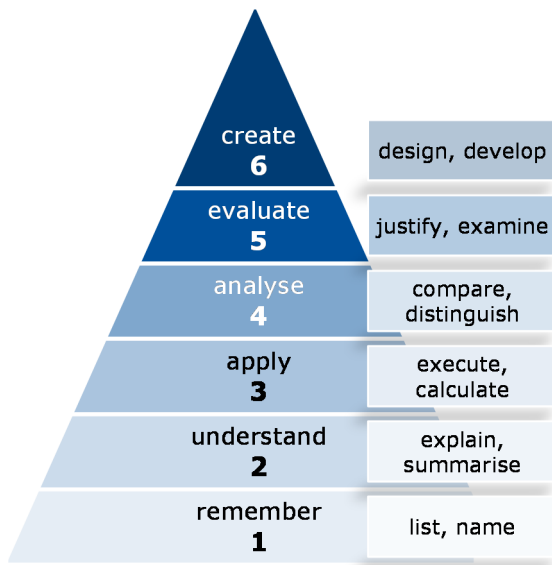 create
6
design, develop
evaluate
5
justify, examine
analyse
4
compare,
distinguish
apply
3
execute,
calculate
understand
2
explain,
summarise
remember
1
list, name